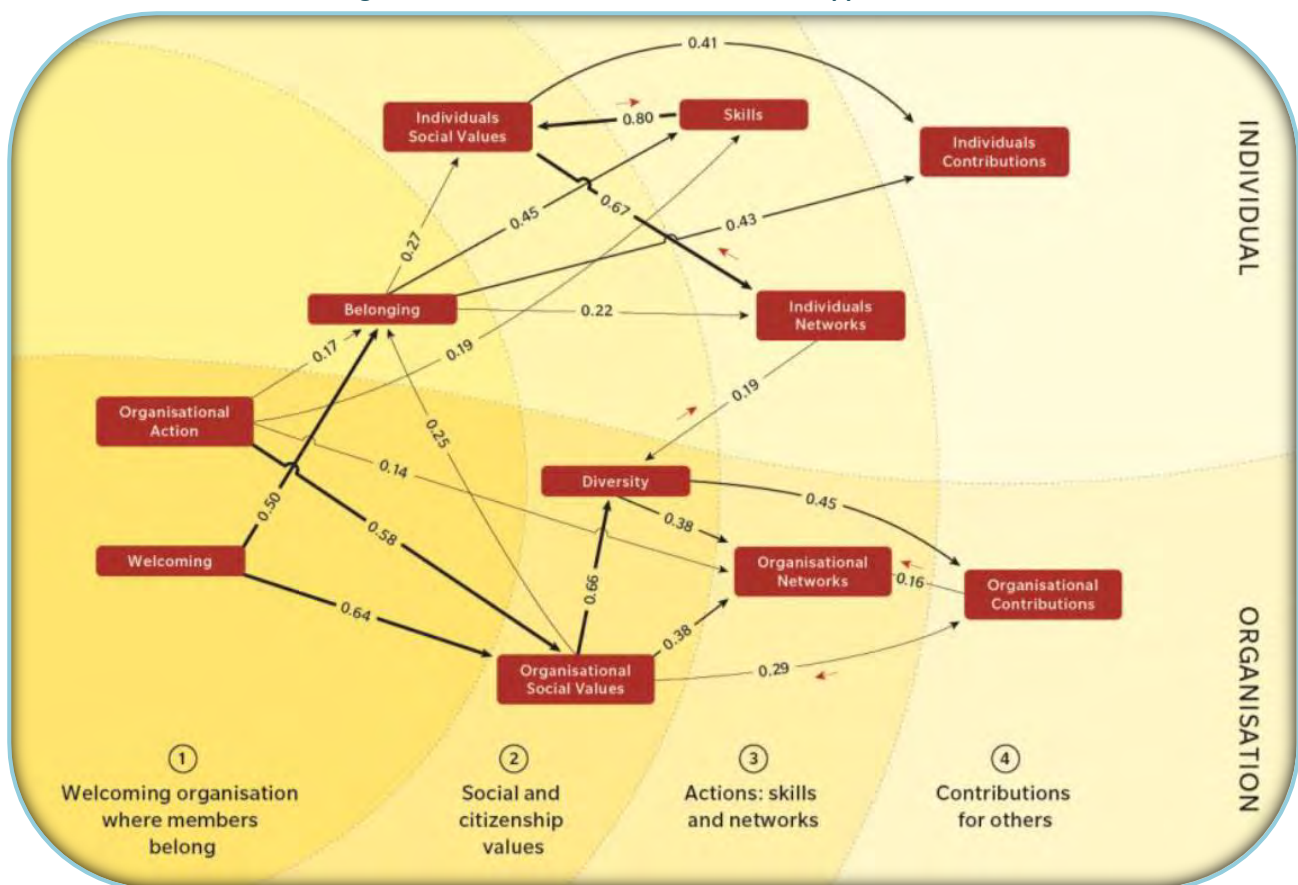 0.41
Individuals
Social Values
0.80
Skills
Individuals
Contributions
INDIVIDUAL
0.67
0.45
0.43
0.27
Belonging
0.22
Individuals
Networks
0.17
0.19
0.19
Organisational
Action
0.25
0.14
Diversity
0.45
0.50
0.38
0.58
Welcoming
Organisational
Networks
0.16
Organisational
Contributions
0.66
0.64
0.38
Organisational
Social Values
0.29
ORGANISATION
1
Welcoming organisation
where members
belong
2
Social and
citizenship
values
3
Actions: skills
and networks
4
Contributions
for others